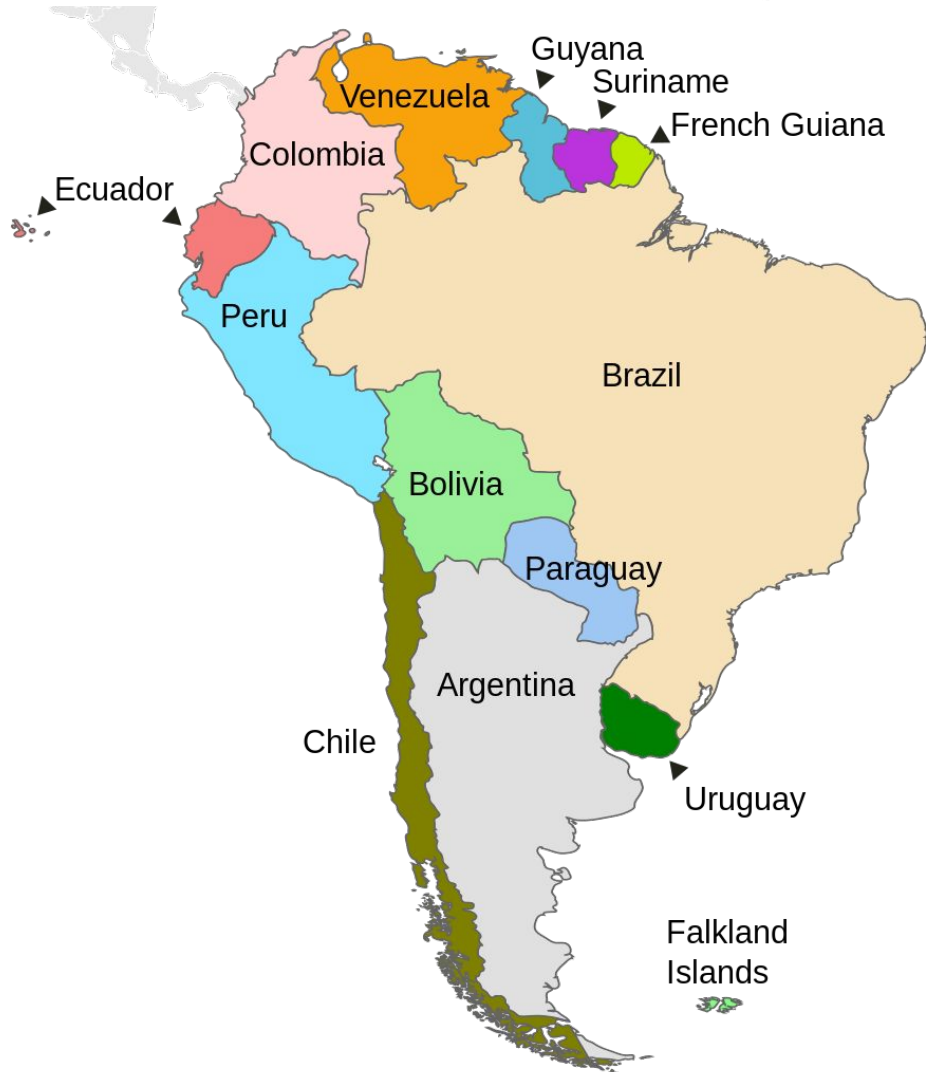 Guyana
Suriname
Venezuela
French Guiana
Colombia
Ecuador
Peru
Brazil
Bolivia
Paraguay
Argentina
Chile
Uruguay
Falkland
Islands